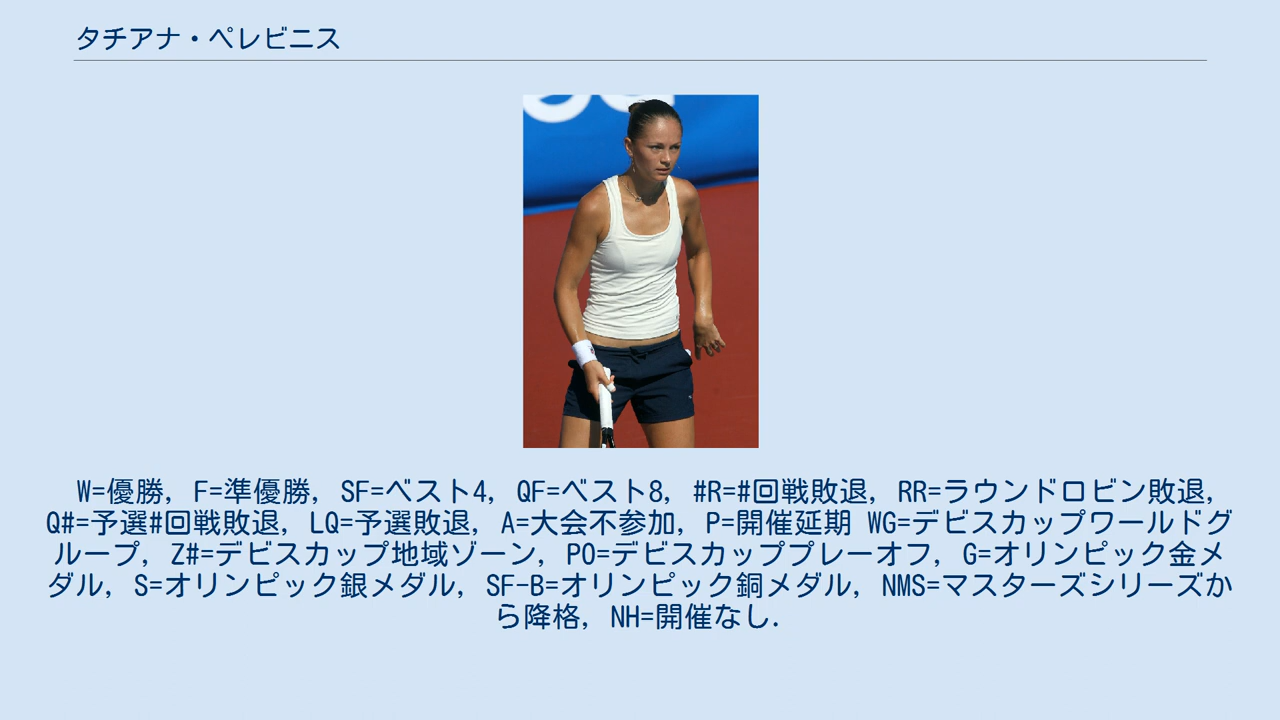 タチアナ・ペレビニス
W=優勝, F=準優勝, SF=ベスト4, QF=ベスト8, #R=#回戦敗退, RR=ラウンドロビン敗退,
Q#=予選#回戦敗退, LQ=予選敗退, A=大会不参加, P=開催延期 WG=デビスカップワールドグ
ループ, Z#=デビスカップ地域ゾーン, PO=デビスカッププレーオフ, G=オリンピック金メ
ダル, S=オリンピック銀メダル, SF-B=オリンピック銅メダル, NMS=マスターズシリーズか
ら降格, NH=開催なし.